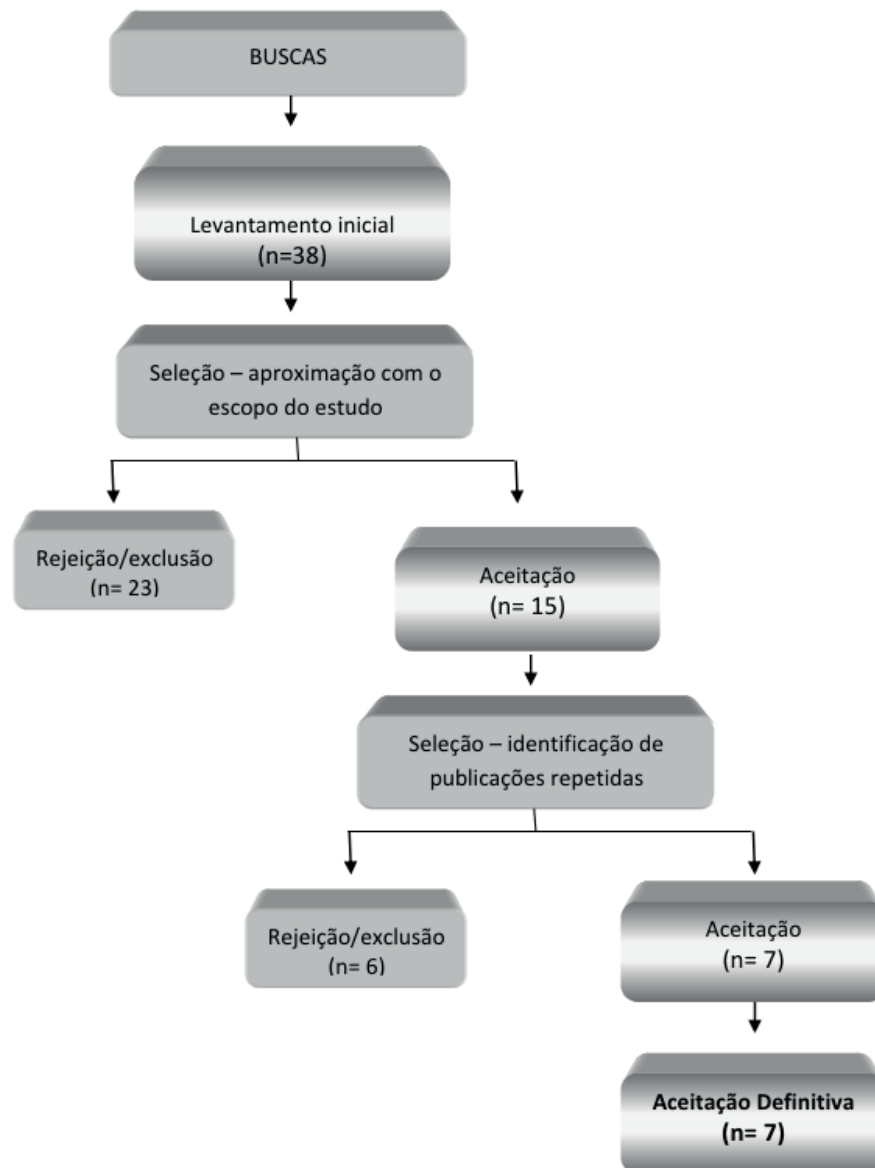 BUSCAS
Levantamento inicial
(n=38)
Seleção – aproximação com o
escopo do estudo
Rejeição/exclusão
(n= 23)
Aceitação
(n= 15)
Seleção – identificação de
publicações repetidas
Rejeição/exclusão
(n= 6)
Aceitação
(n= 7)
Aceitação Definitiva
(n= 7)